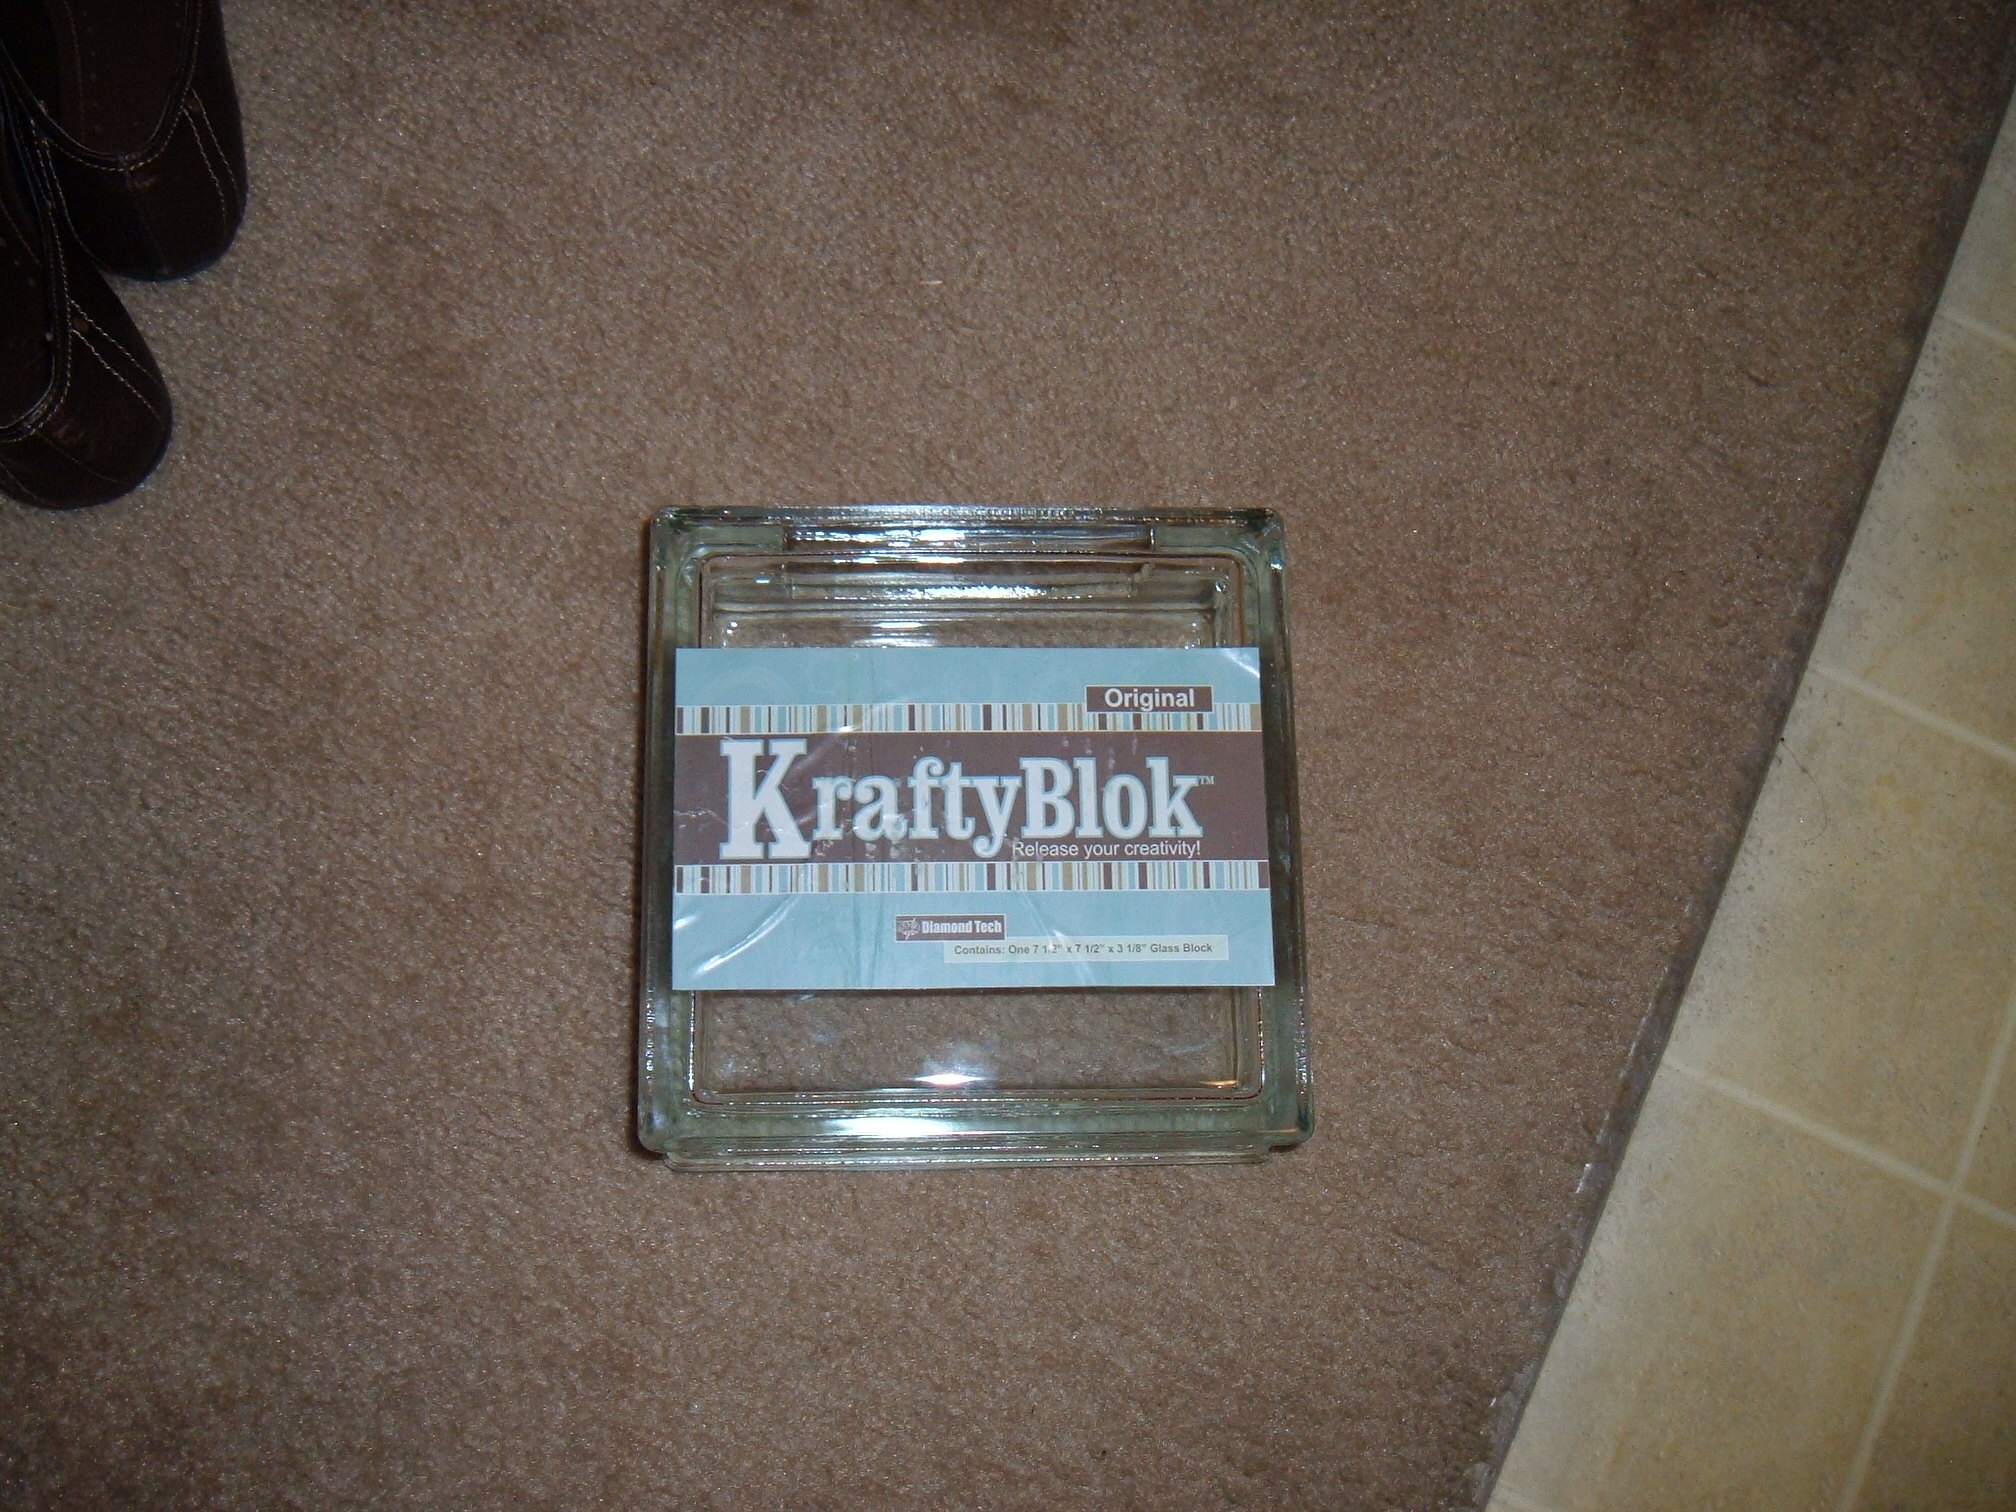 Original
KraftyBlok™
Release your creativity!
Diamond Tech
Contains: One 7 1/2" x 7 1/2" x 3 1/8" Glass Block